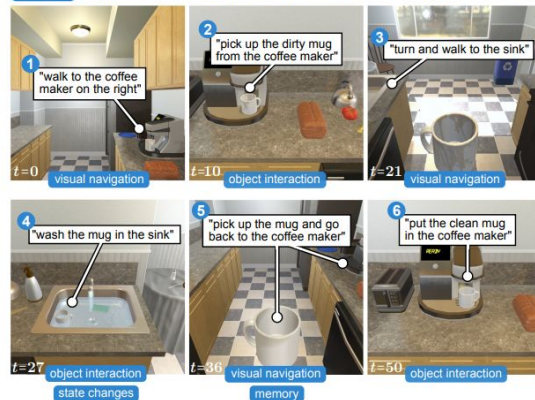 1
"walk to the coffee
maker on the right"
t=0
visual navigation
2
"pick up the dirty mug
from the coffee maker"
t=10
object interaction
3
"turn and walk to the sink"
t=21
visual navigation
4
"wash the mug in the sink"
t=27
object interaction
state changes
5
"pick up the mug and go
back to the coffee maker"
t=36
visual navigation
memory
6
"put the clean mug
in the coffee maker"
t=50
object interaction